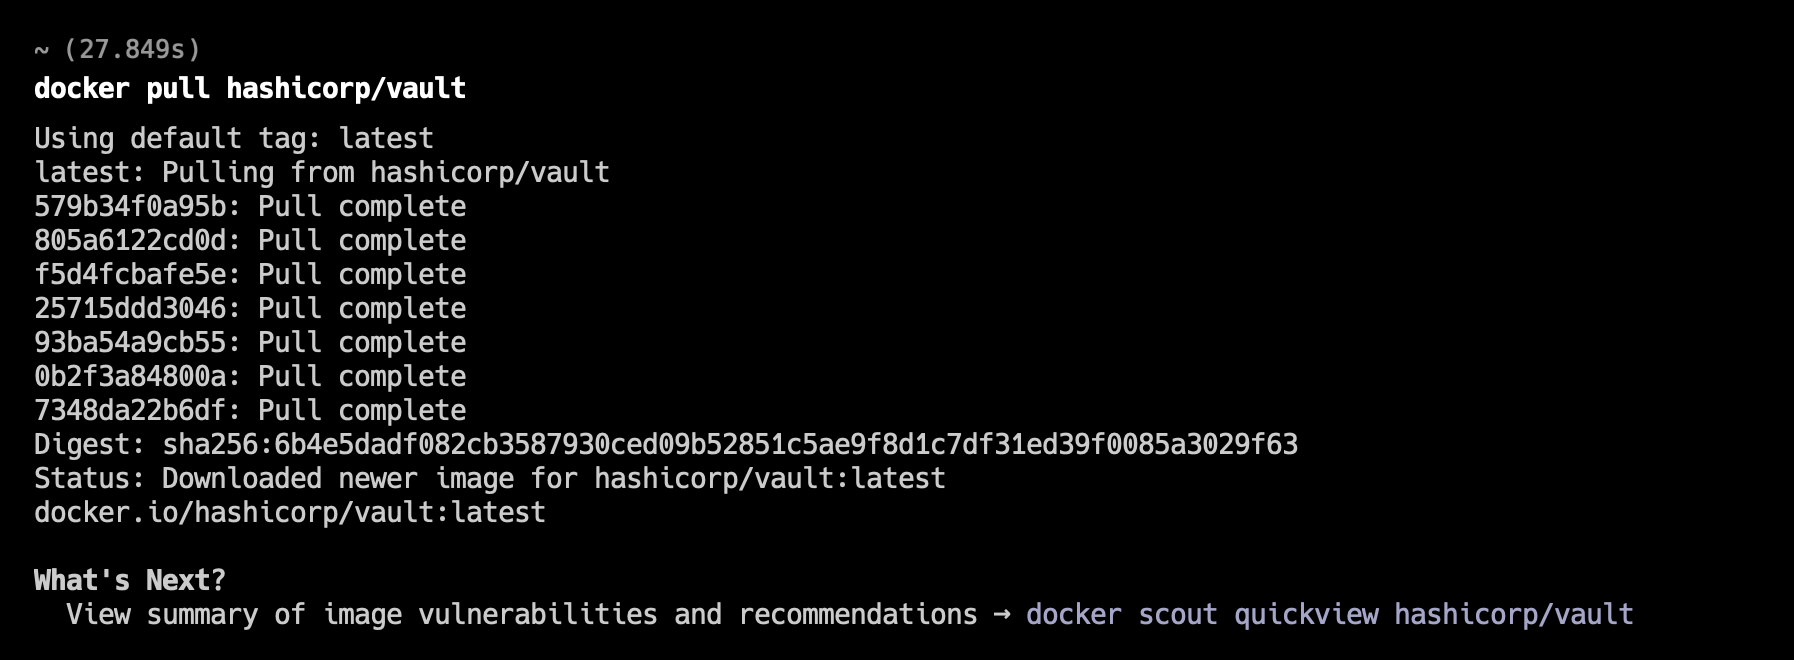 ~ (27.849s)
docker pull hashicorp/vault
Using default tag: latest
latest: Pulling from hashicorp/vault
579b34f0a95b: Pull complete
805a6122cd0d: Pull complete
f5d4fcbafe5e: Pull complete
25715ddd3046: Pull complete
93ba54a9cb55: Pull complete
0b2f3a84800a: Pull complete
7348da22b6df: Pull complete
Digest: sha256:6b4e5dadf082cb3587930ced09b52851c5ae9f8d1c7df31ed39f0085a3029f63
Status: Downloaded newer image for hashicorp/vault:latest
docker.io/hashicorp/vault:latest
What's Next?
View summary of image vulnerabilities and recommendations → docker scout quickview hashicorp/vault